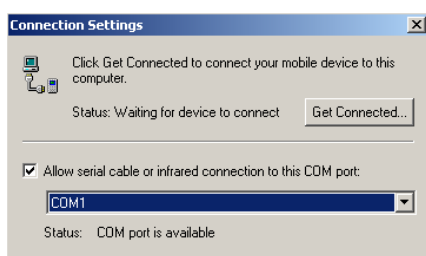 Connection Settings
Click Get Connected to connect your mobile device to this
computer.
Status: Waiting for device to connect
Get Connected...
Allow serial cable or infrared connection to this COM port:
COM1
Status: COM port is available